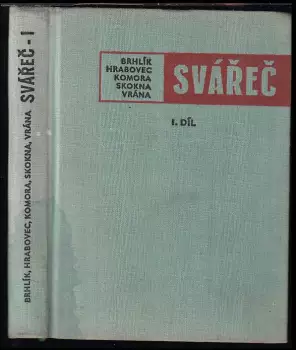 BRHLÍK
HRABOVEC
KOMORA
SKOKNA
VRÁNA
SVÁŘEČ
I. DÍL
BRHLÍK, HRABOVEC, KOMORA, SKOKNA, VRÁNA SVÁŘEČ - I